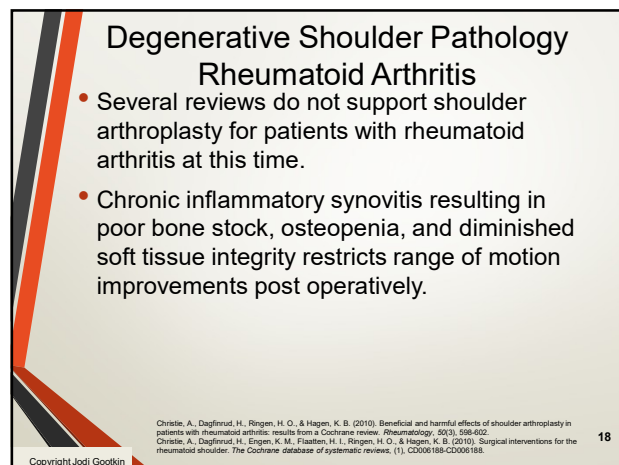 Degenerative Shoulder Pathology
Rheumatoid Arthritis
• Several reviews do not support shoulder
arthroplasty for patients with rheumatoid
arthritis at this time.
• Chronic inflammatory synovitis resulting in
poor bone stock, osteopenia, and diminished
soft tissue integrity restricts range of motion
improvements post operatively.
Christie, A., Dagfinrud, H., Ringen, H. O., & Hagen, K. B. (2010). Beneficial and harmful effects of shoulder arthroplasty in
patients with rheumatoid arthritis: results from a Cochrane review. Rheumatology, 50(3), 598-602.
Christie, A., Dagfinrud, H., Engen, K. M., Flaatten, H. I., Ringen, H. O., & Hagen, K. B. (2010). Surgical interventions for the
rheumatoid shoulder. The Cochrane database of systematic reviews, (1), CD006188-CD006188.
18
Copyright Jodi Gootkin